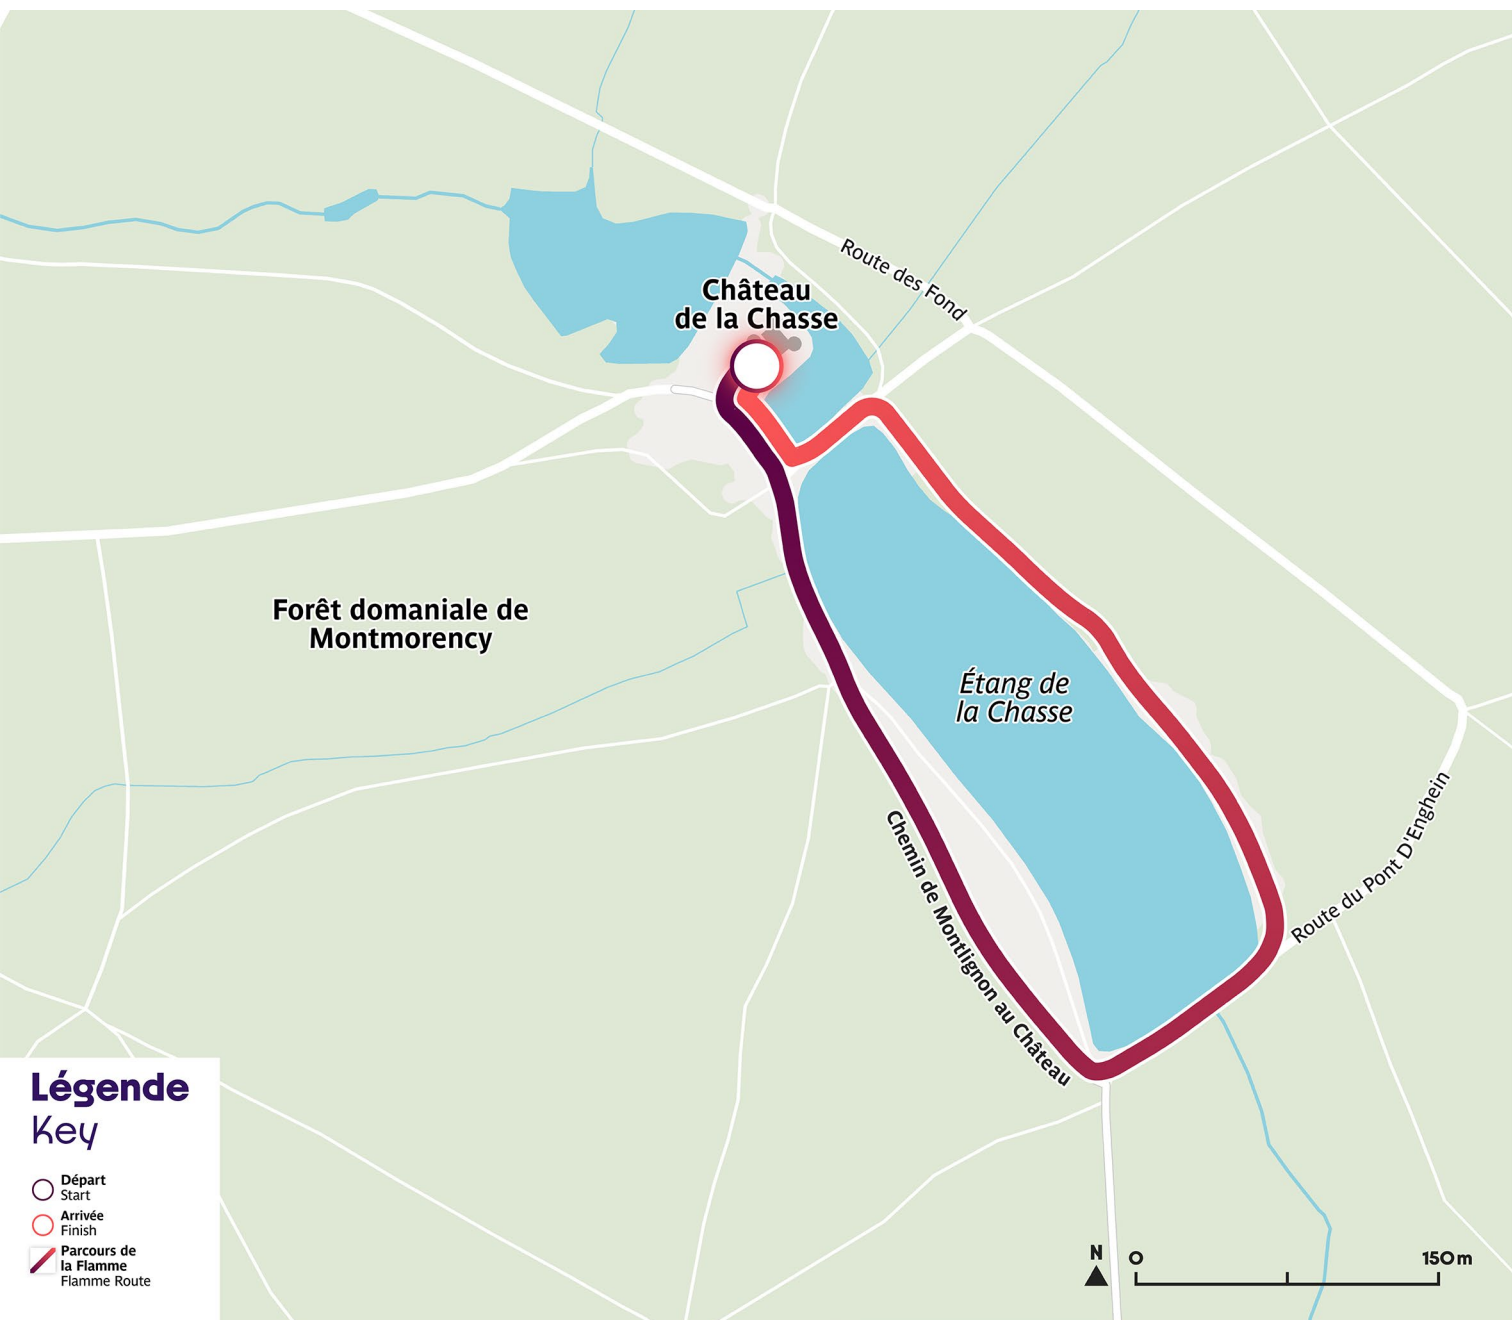 Route des Fond
Château
de la Chasse
Forêt domaniale de
Montmorency
Étang de
la Chasse
Route du Pont D'Enghein
Chemin de Montlignon au Château
Légende
Key
Départ
Start
Arrivée
Finish
Parcours de
la Flamme
Flamme Route
N 0 150m